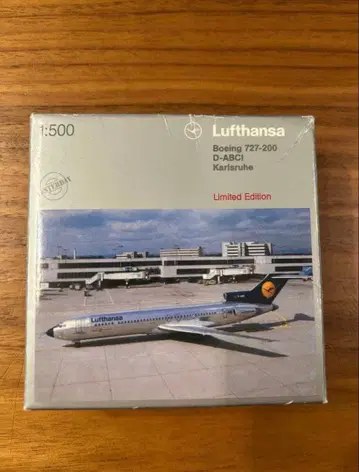 1:500
Lufthansa
Boeing 727-200
D-ABCI
Karlsruhe
Limited Edition
Lufthansa